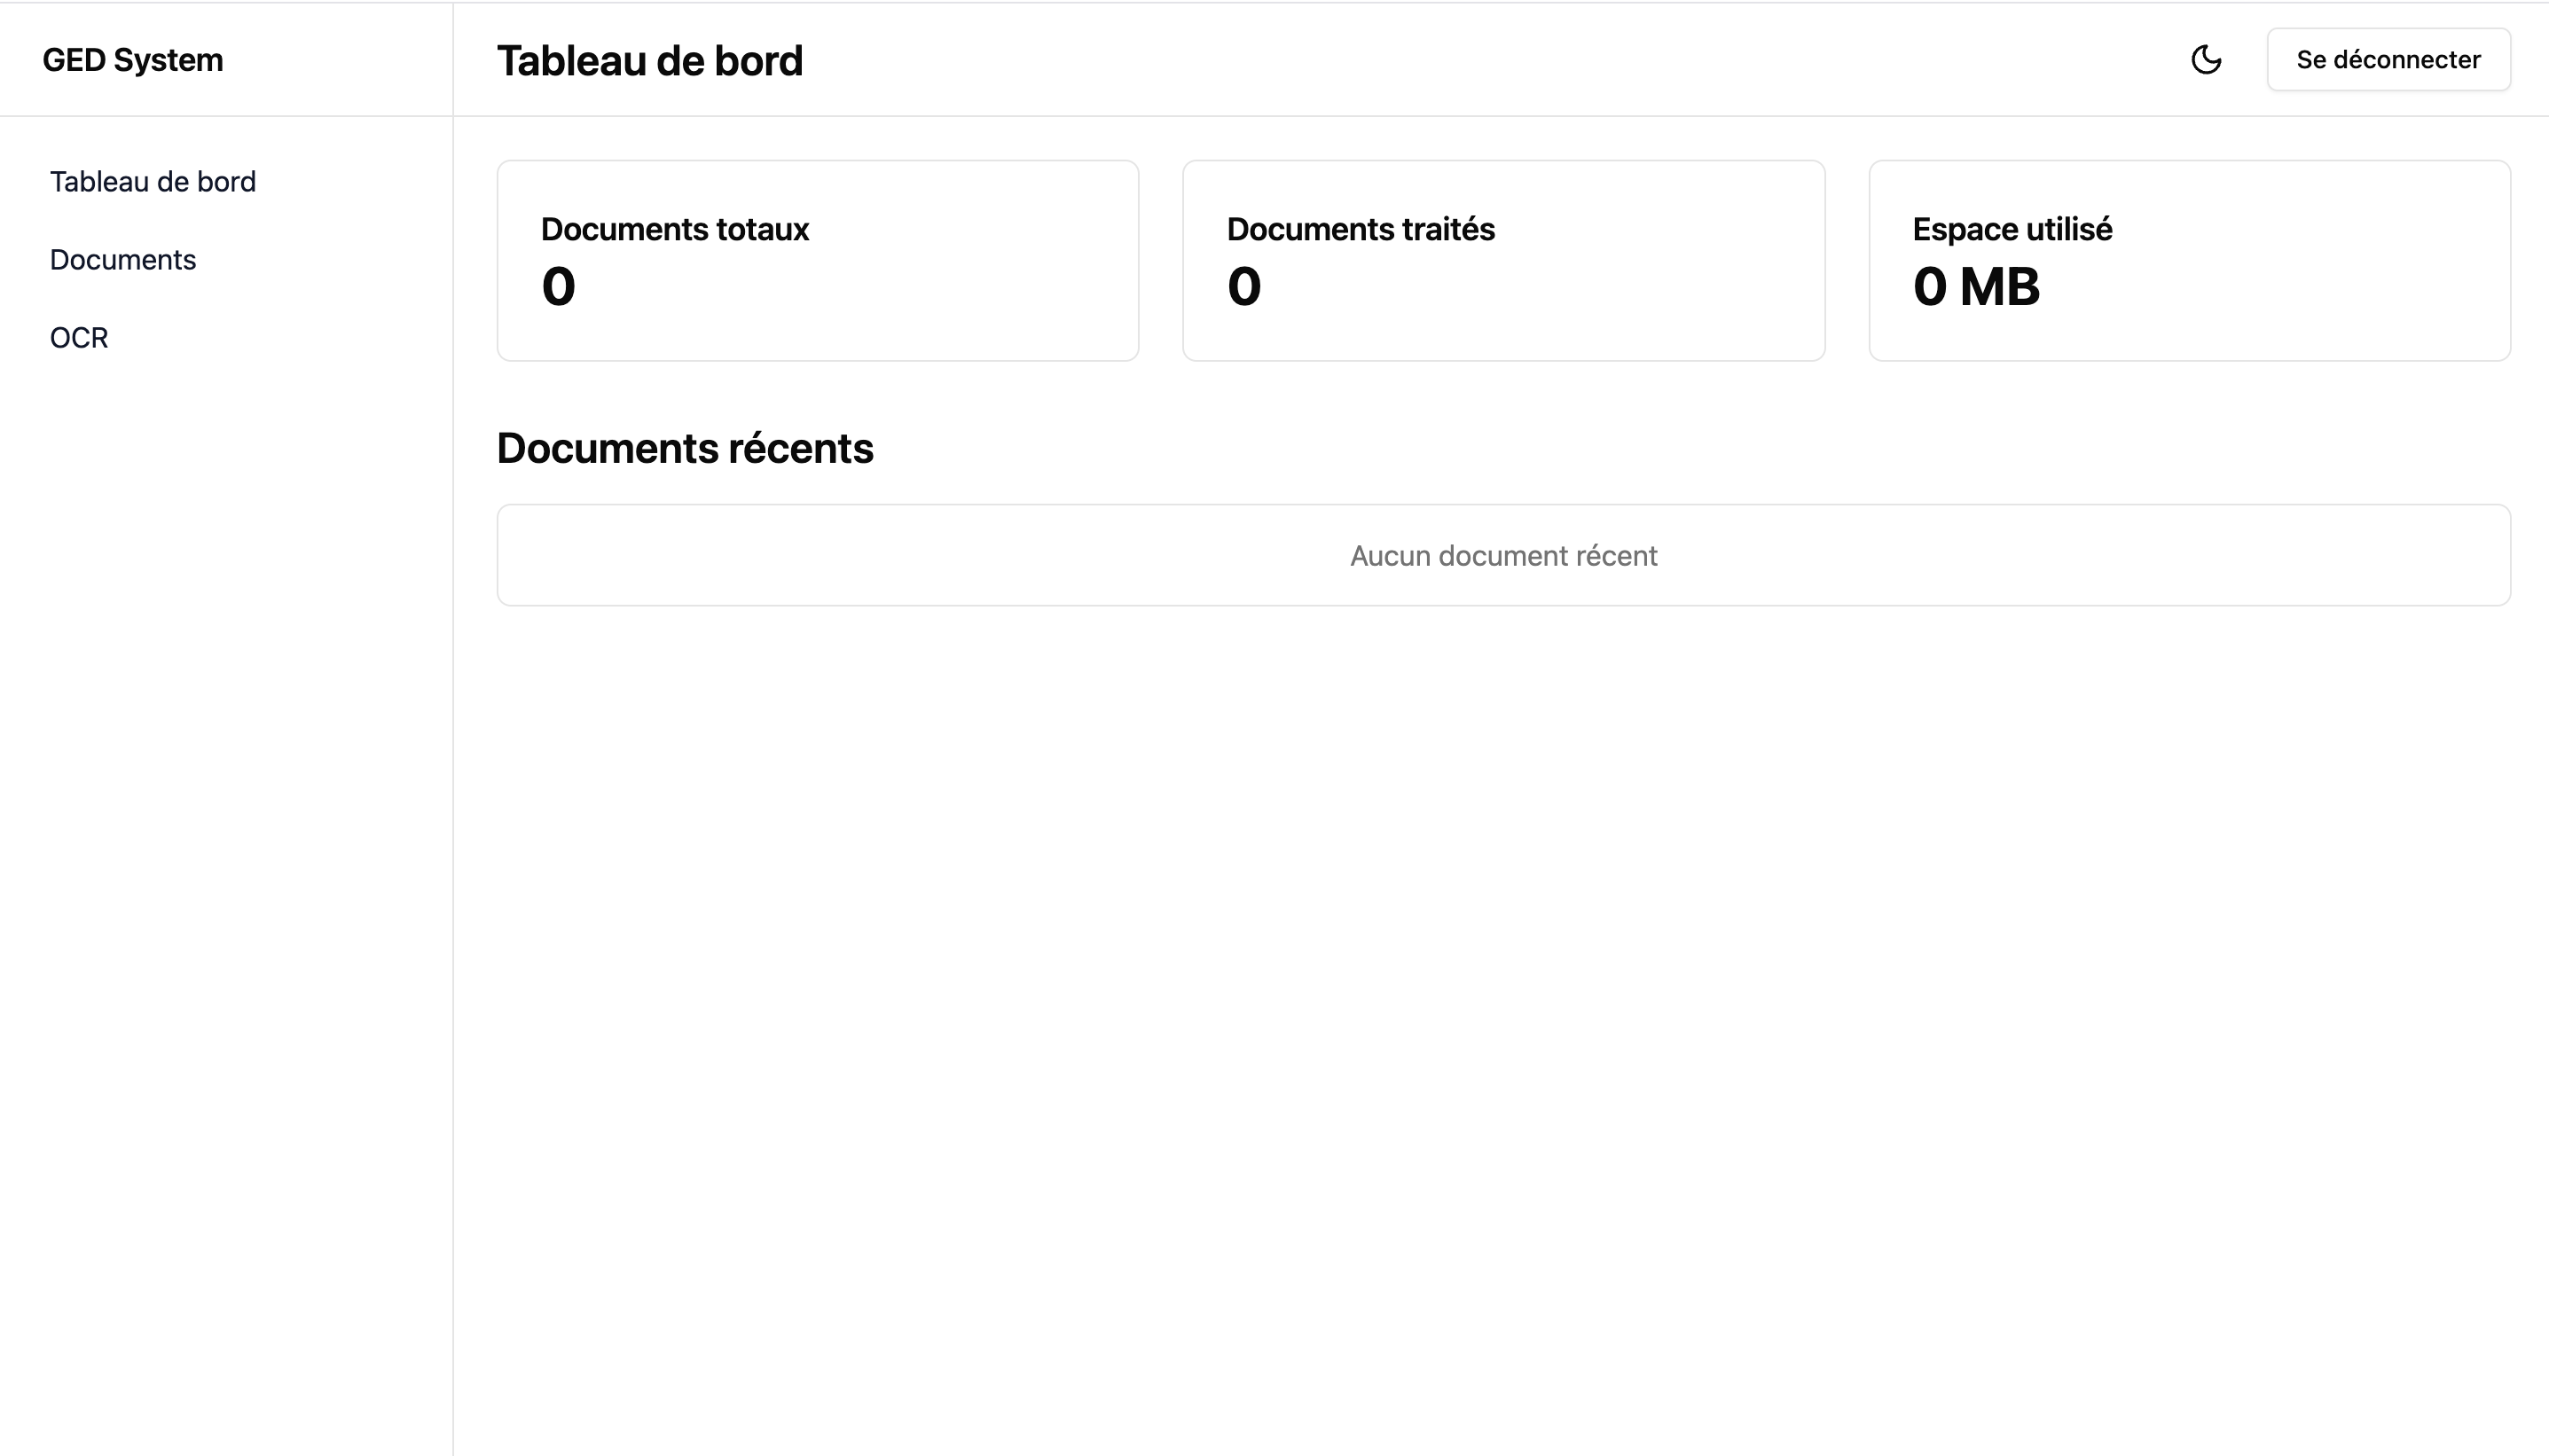 GED System
Tableau de bord
Se déconnecter
Tableau de bord
Documents
OCR
Documents totaux
0
Documents traités
0
Espace utilisé
0 MB
Documents récents
Aucun document récent